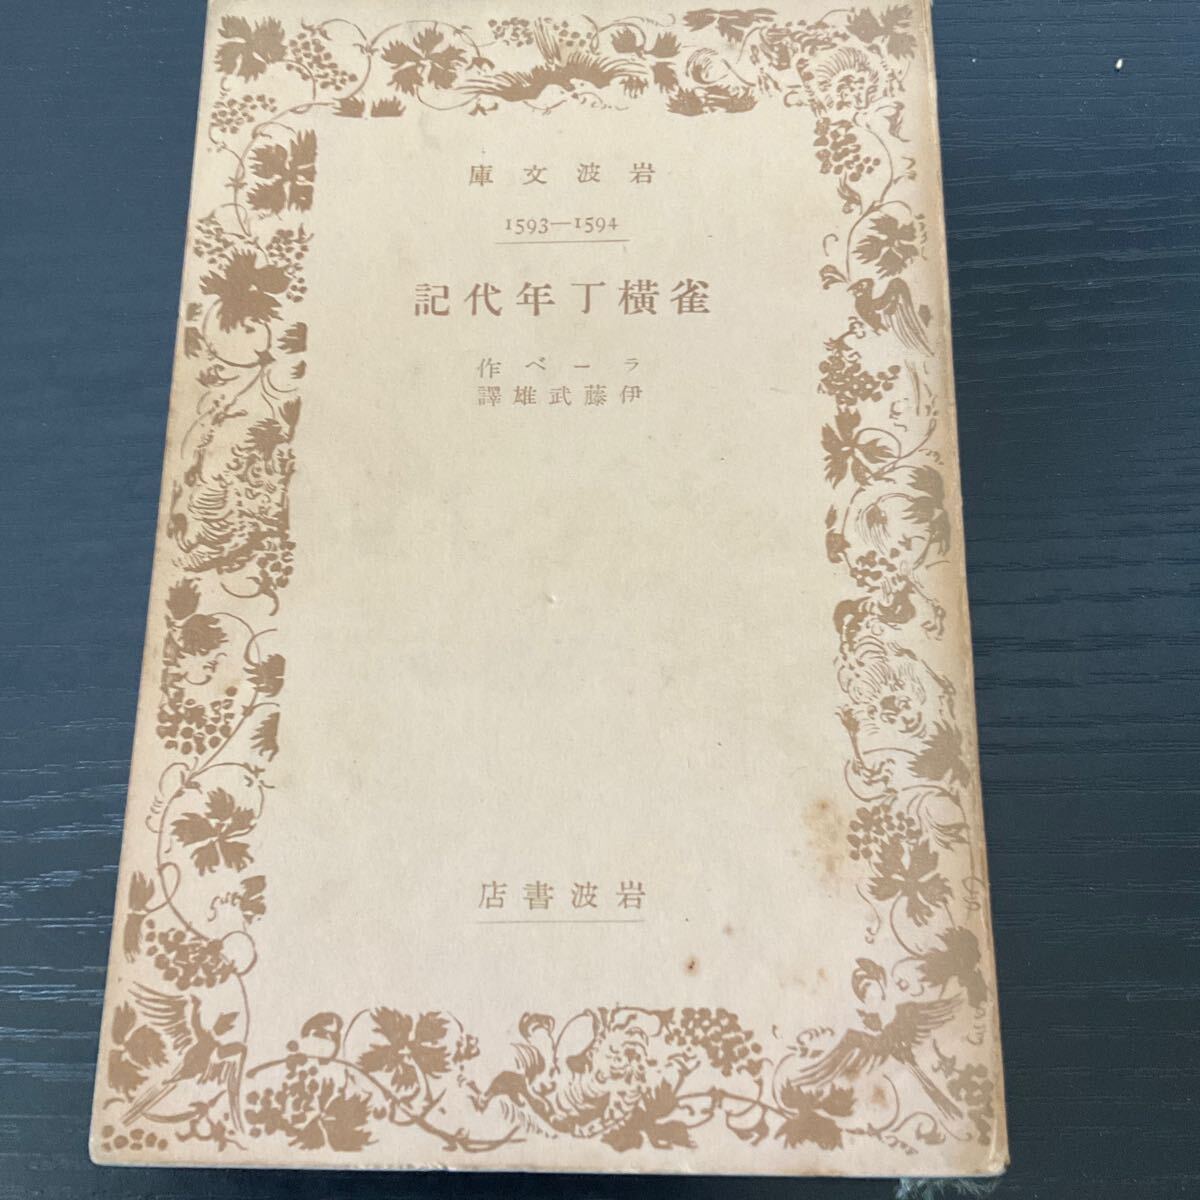 岩波文庫
1593—1594
雀横丁年代記
ラーベ作
伊藤武雄譯
岩波書店